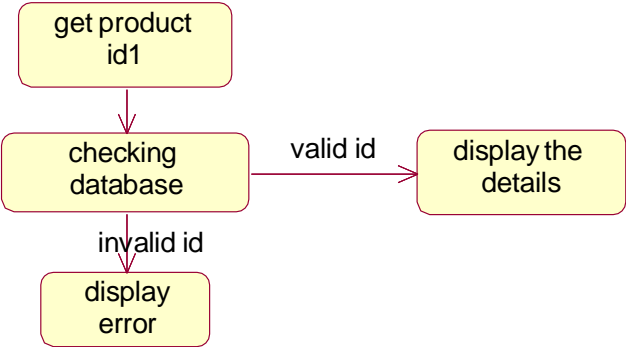 get product
id1
checking
database
valid id
display the
details
invalid id
display
error